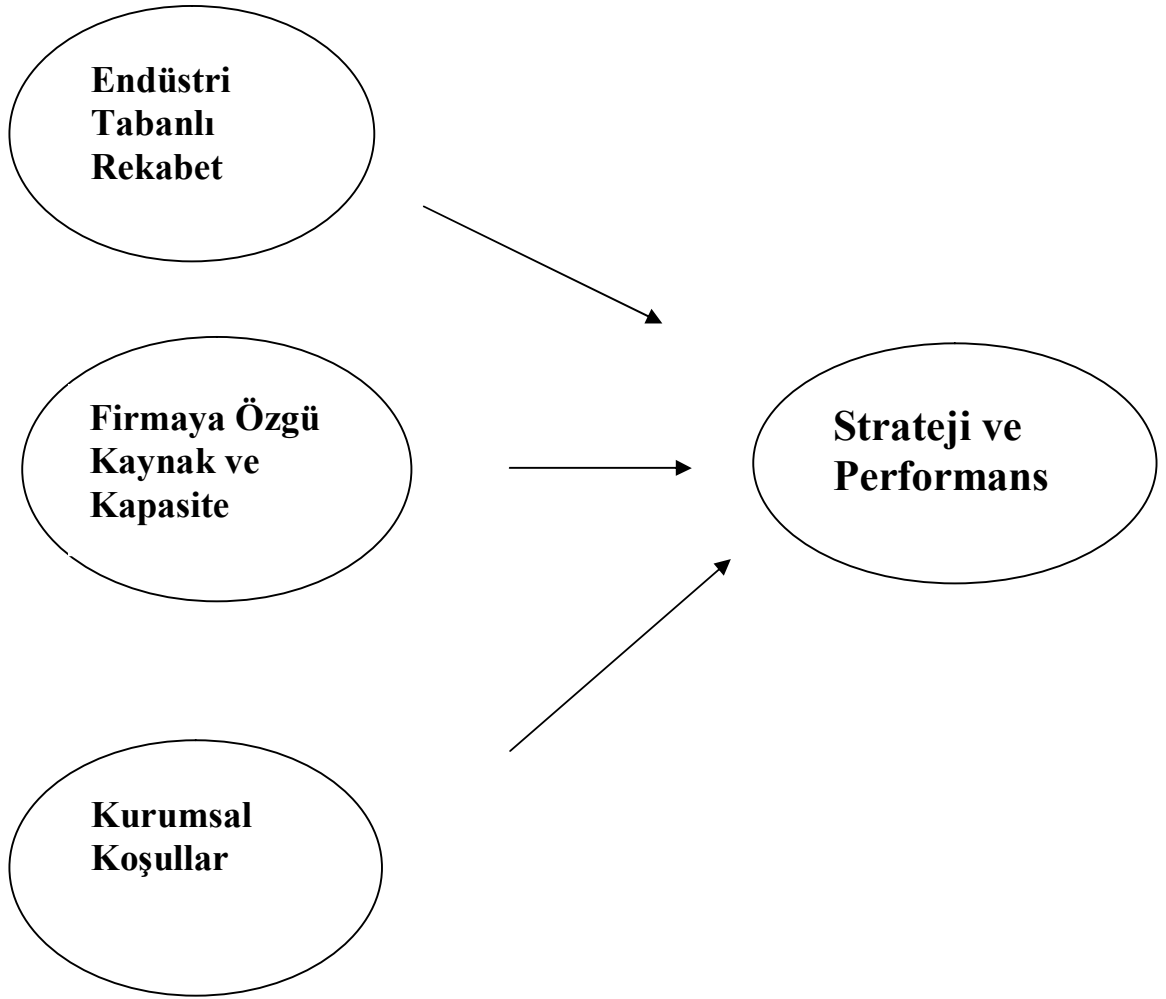 Endüstri
Tabanlı
Rekabet
Firmaya Özgü
Kaynak ve
Kapasite
Strateji ve
Performans
Kurumsal
Koşullar